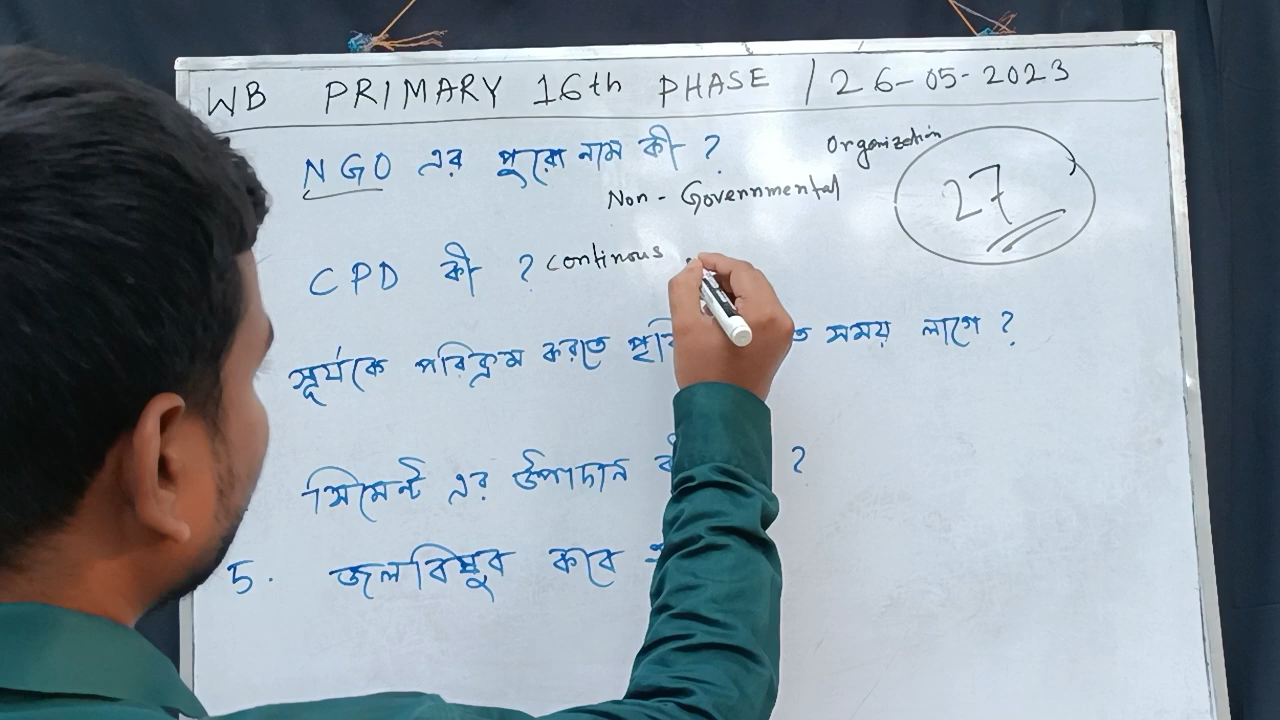 WB PRIMARY 16th PHASE / 26-05-2023
NGO এর পুরো নাম কী ?
Organization
Non - Governmental
27
CPD কী ? continous
সূর্যকে পরিক্রম করতে সময় লাগে ?
সিমেন্ট এর উপাদান ?
5. জলবিষুব কবে